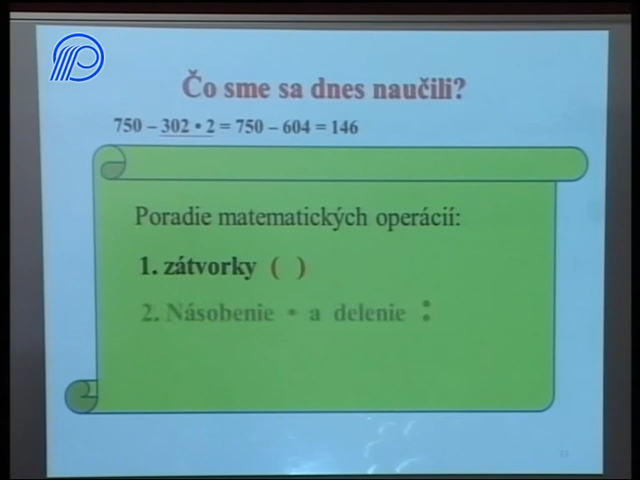 Čo sme sa dnes naučili?
750 – 302 • 2 = 750 – 604 = 146
Poradie matematických operácií:
1. zátvorky ( )
2. Násobenie • a delenie :
13